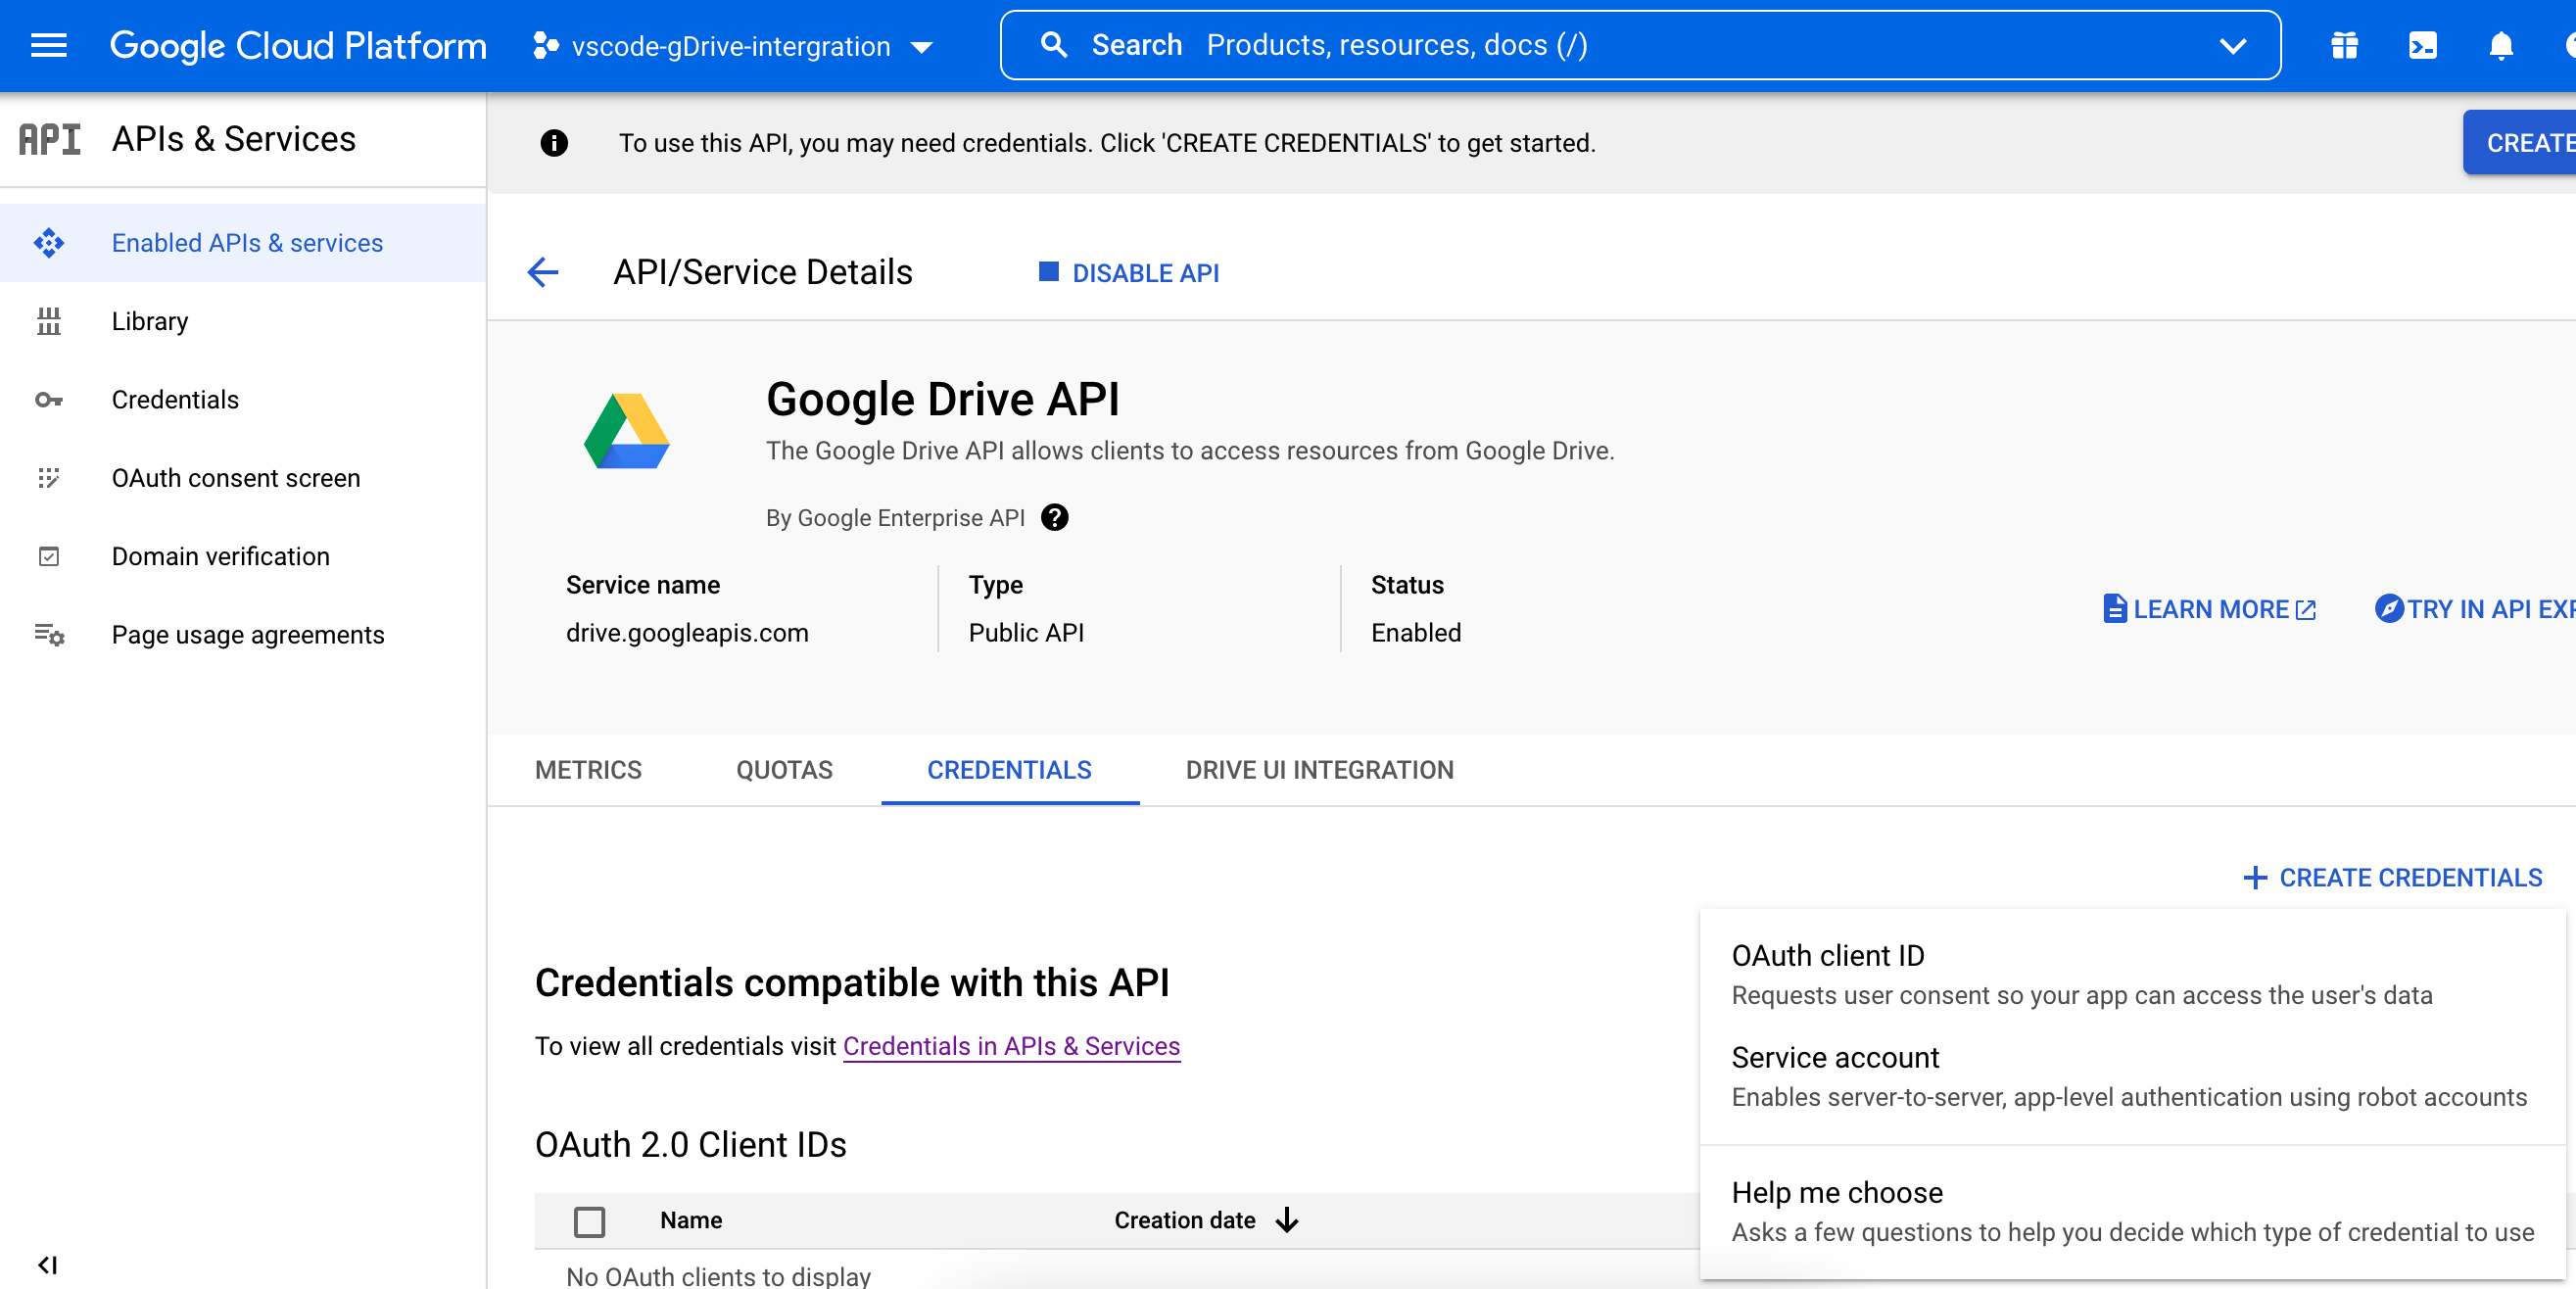 Google Cloud Platform
vscode-gDrive-intergration
Search Products, resources, docs (/)
API APIs & Services
To use this API, you may need credentials. Click 'CREATE CREDENTIALS' to get started.
CREATE
Enabled APIs & services
Library
Credentials
OAuth consent screen
Domain verification
Page usage agreements
API/Service Details
DISABLE API
Google Drive API
The Google Drive API allows clients to access resources from Google Drive.
By Google Enterprise API
Service name
drive.googleapis.com
Type
Public API
Status
Enabled
LEARN MORE
TRY IN API
METRICS
QUOTAS
CREDENTIALS
DRIVE UI INTEGRATION
+ CREATE CREDENTIALS
OAuth client ID
Requests user consent so your app can access the user's data
Service account
Enables server-to-server, app-level authentication using robot accounts
Help me choose
Asks a few questions to help you decide which type of credential to use
Credentials compatible with this API
To view all credentials visit Credentials in APIs & Services
OAuth 2.0 Client IDs
Name
Creation date
No OAuth clients to display